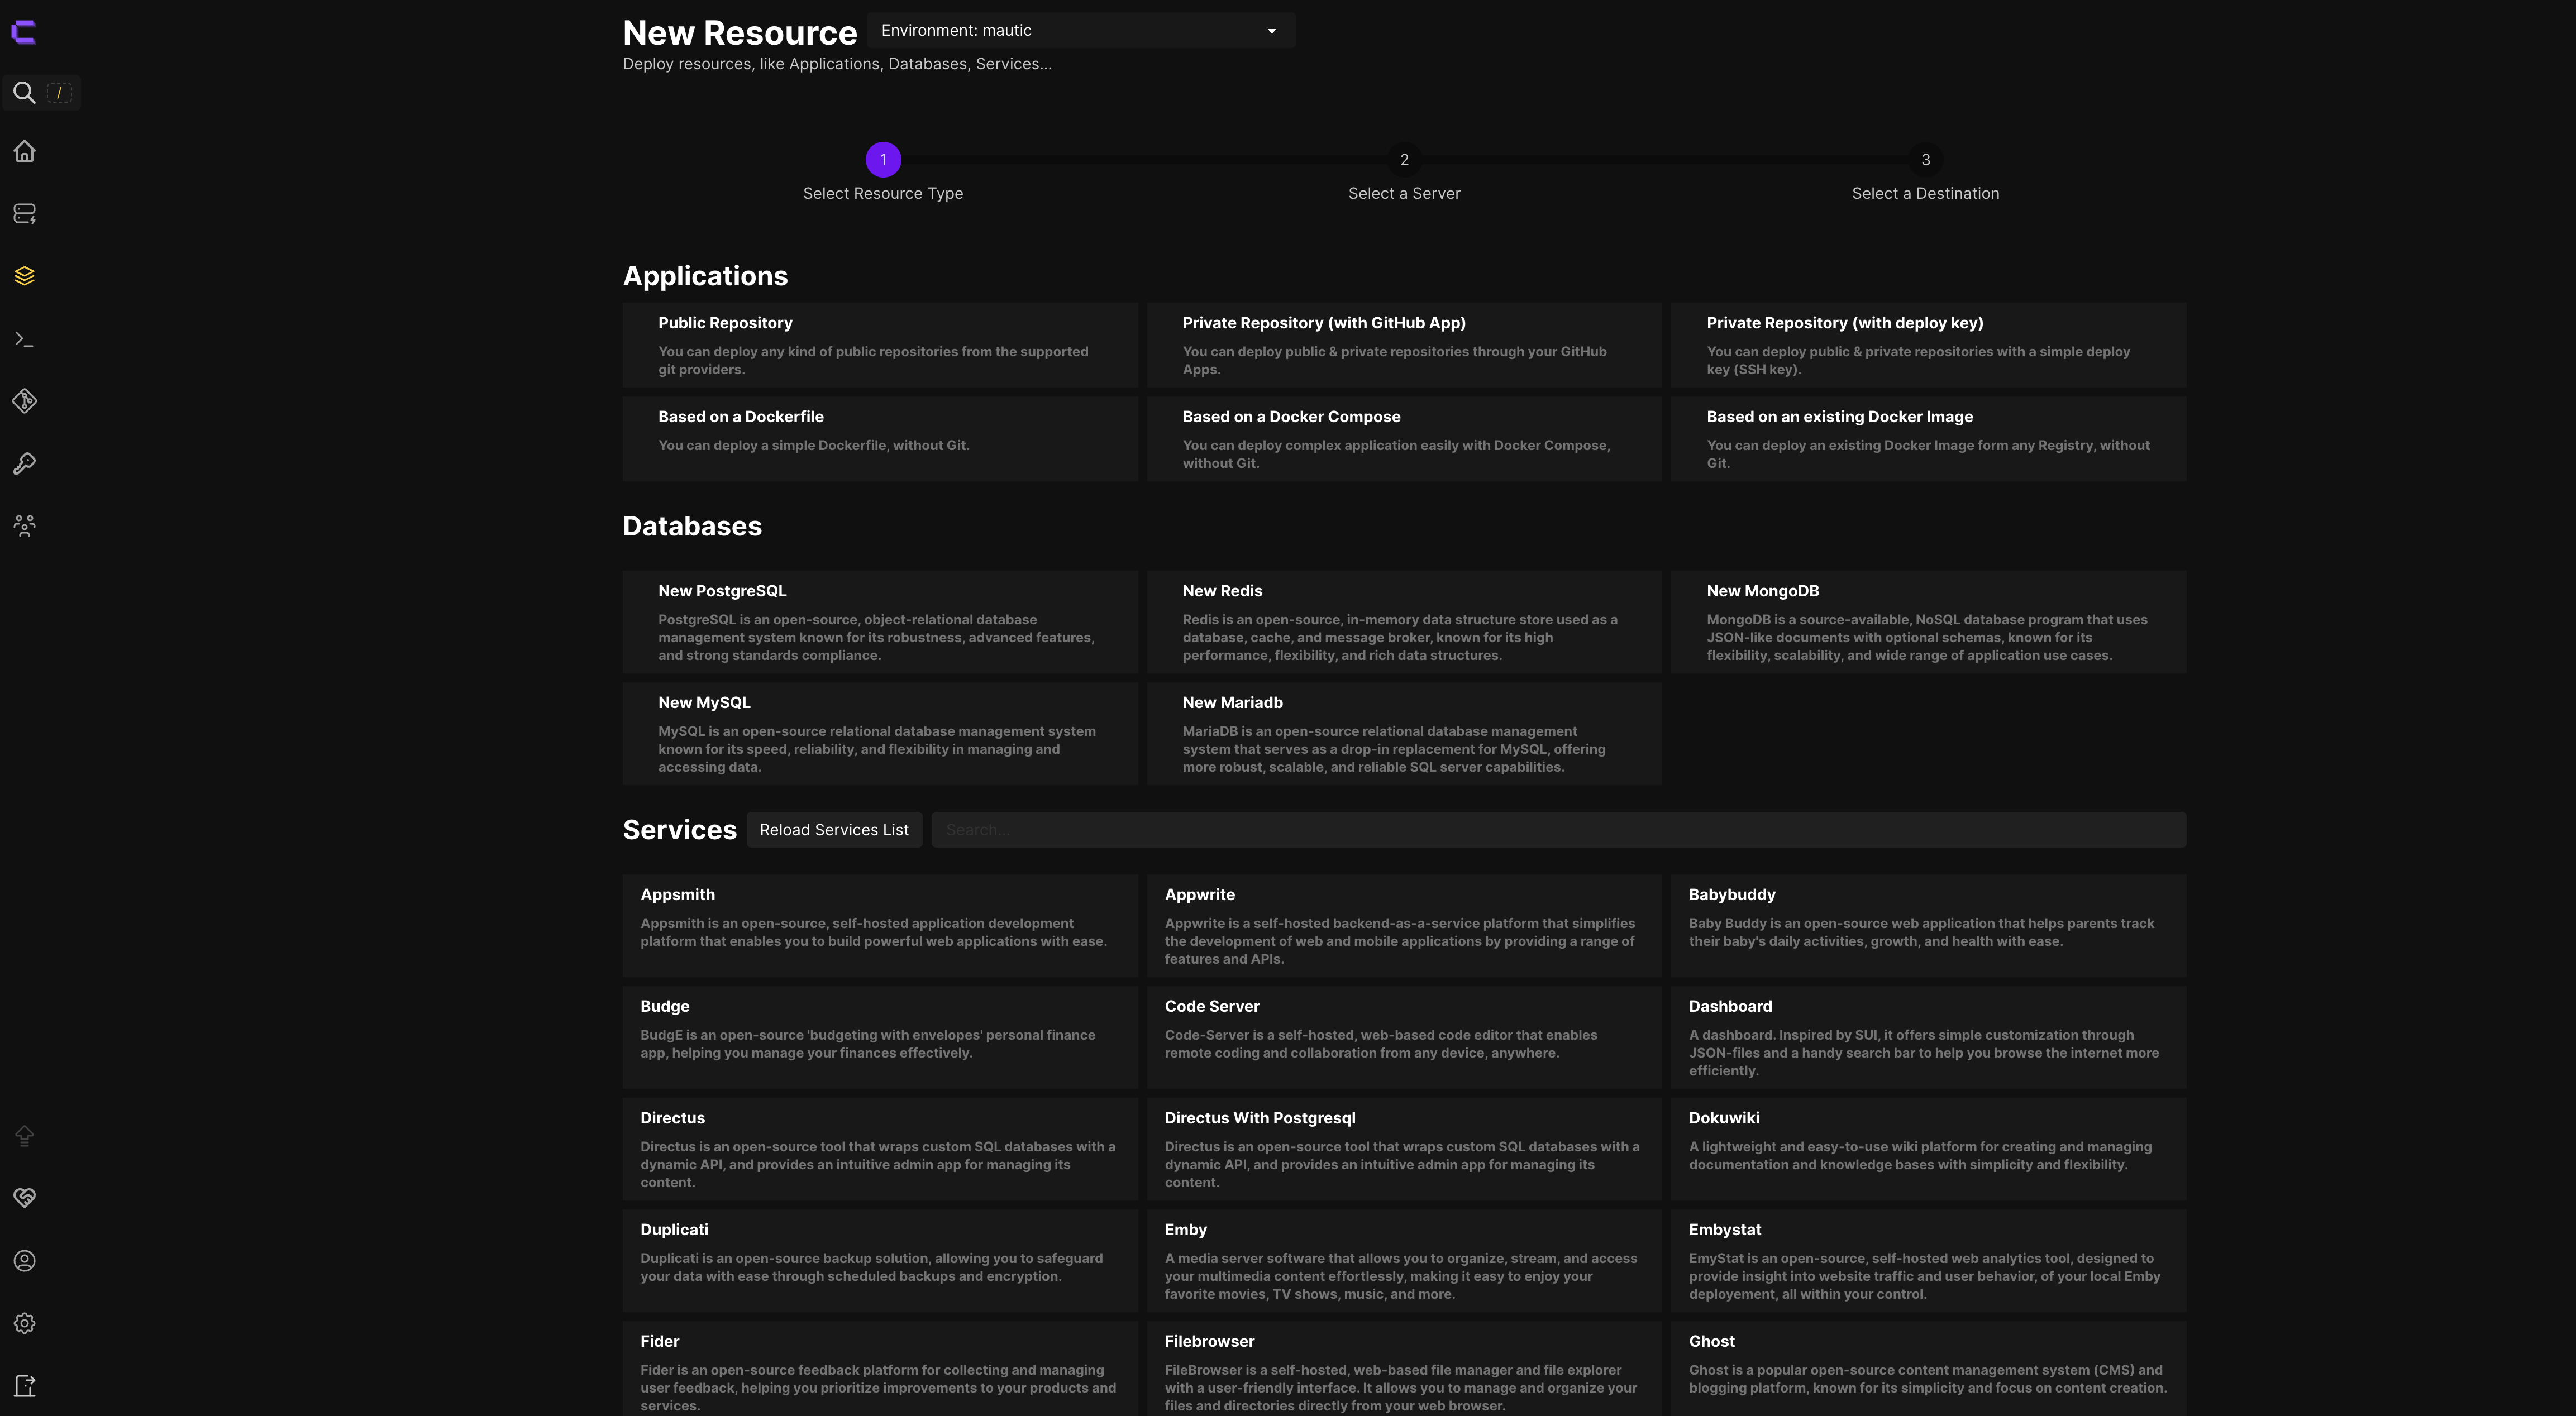 New Resource
Environment: mautic
Deploy resources, like Applications, Databases, Services...
/
1
2
3
Select Resource Type
Select a Server
Select a Destination
Applications
Public Repository
You can deploy any kind of public repositories from the supported
git providers.
Private Repository (with GitHub App)
You can deploy public & private repositories through your GitHub
Apps.
Private Repository (with deploy key)
You can deploy public & private repositories with a simple deploy
key (SSH key).
Based on a Dockerfile
You can deploy a simple Dockerfile, without Git.
Based on a Docker Compose
You can deploy complex application easily with Docker Compose,
without Git.
Based on an existing Docker Image
You can deploy an existing Docker Image form any Registry, without
Git.
Databases
New PostgreSQL
PostgreSQL is an open-source, object-relational database
management system known for its robustness, advanced features,
and strong standards compliance.
New Redis
Redis is an open-source, in-memory data structure store used as a
database, cache, and message broker, known for its high
performance, flexibility, and rich data structures.
New MongoDB
MongoDB is a source-available, NoSQL database program that uses
JSON-like documents with optional schemas, known for its
flexibility, scalability, and wide range of application use cases.
New MySQL
MySQL is an open-source relational database management system
known for its speed, reliability, and flexibility in managing and
accessing data.
New Mariadb
MariaDB is an open-source relational database management
system that serves as a drop-in replacement for MySQL, offering
more robust, scalable, and reliable SQL server capabilities.
Services
Reload Services List
Search...
Appsmith
Appsmith is an open-source, self-hosted application development
platform that enables you to build powerful web applications with ease.
Appwrite
Appwrite is a self-hosted backend-as-a-service platform that simplifies
the development of web and mobile applications by providing a range of
features and APIs.
Babybuddy
Baby Buddy is an open-source web application that helps parents track
their baby's daily activities, growth, and health with ease.
Budge
BudgE is an open-source 'budgeting with envelopes' personal finance
app, helping you manage your finances effectively.
Code Server
Code-Server is a self-hosted, web-based code editor that enables
remote coding and collaboration from any device, anywhere.
Dashboard
A dashboard. Inspired by SUI, it offers simple customization through
JSON-files and a handy search bar to help you browse the internet more
efficiently.
Directus
Directus is an open-source tool that wraps custom SQL databases with a
dynamic API, and provides an intuitive admin app for managing its
content.
Directus With Postgresql
Directus is an open-source tool that wraps custom SQL databases with a
dynamic API, and provides an intuitive admin app for managing its
content.
Dokuwiki
A lightweight and easy-to-use wiki platform for creating and managing
documentation and knowledge bases with simplicity and flexibility.
Duplicati
Duplicati is an open-source backup solution, allowing you to safeguard
your data with ease through scheduled backups and encryption.
Emby
A media server software that allows you to organize, stream, and access
your multimedia content effortlessly, making it easy to enjoy your
favorite movies, TV shows, music, and more.
Embystat
EmyStat is an open-source, self-hosted web analytics tool, designed to
provide insight into website traffic and user behavior, of your local Emby
deployement, all within your control.
Fider
Fider is an open-source feedback platform for collecting and managing
user feedback, helping you prioritize improvements to your products and
services.
Filebrowser
FileBrowser is a self-hosted, web-based file manager and file explorer
with a user-friendly interface. It allows you to manage and organize your
files and directories directly from your web browser.
Ghost
Ghost is a popular open-source content management system (CMS) and
blogging platform, known for its simplicity and focus on content creation.